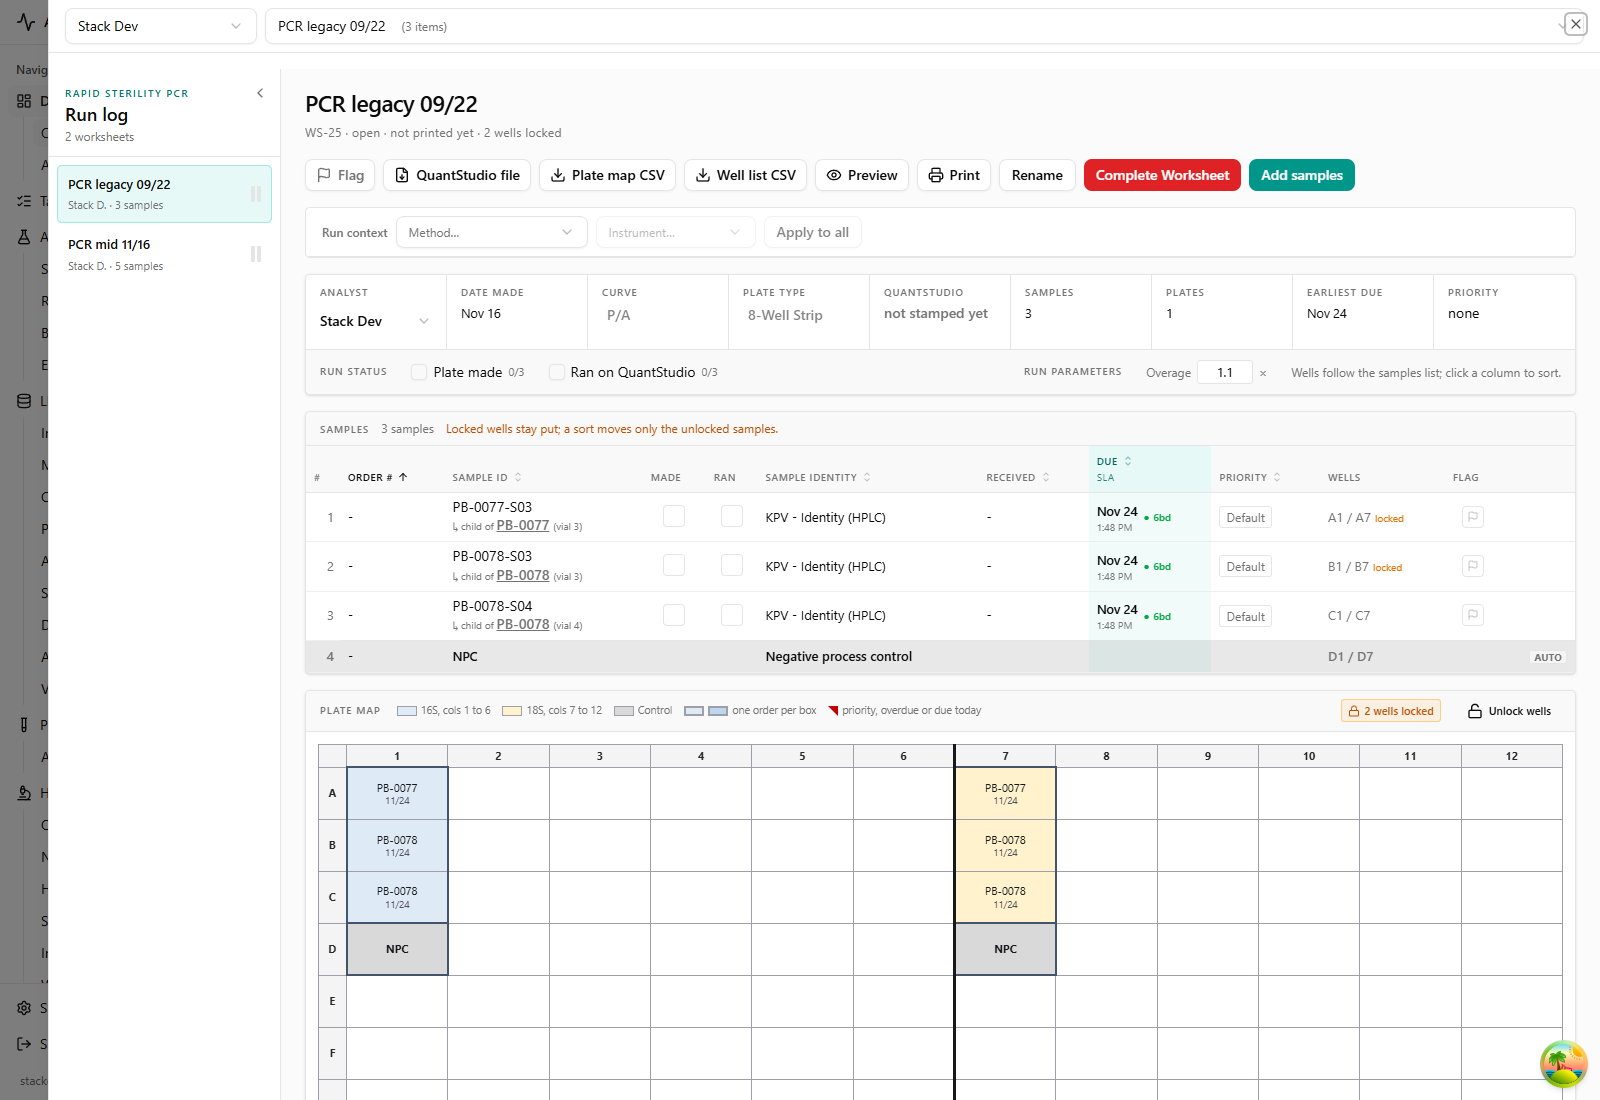 Stack Dev
PCR legacy 09/22 (3 items)
Navig
RAPID STERILITY PCR
Run log
2 worksheets
PCR legacy 09/22
Stack D. · 3 samples
PCR mid 11/16
Stack D. · 5 samples
PCR legacy 09/22
WS-25 · open · not printed yet · 2 wells locked
Flag
QuantStudio file
Plate map CSV
Well list CSV
Preview
Print
Rename
Complete Worksheet
Add samples
Run context
Method...
Instrument...
Apply to all
ANALYST
Stack Dev
DATE MADE
Nov 16
CURVE
P/A
PLATE TYPE
8-Well Strip
QUANTSTUDIO
not stamped yet
SAMPLES
3
PLATES
1
EARLIEST DUE
Nov 24
PRIORITY
none
RUN STATUS
Plate made 0/3
Ran on QuantStudio 0/3
RUN PARAMETERS
Overage 1.1 ×
Wells follow the samples list; click a column to sort.
SAMPLES 3 samples Locked wells stay put; a sort moves only the unlocked samples.
# ORDER # SAMPLE ID MADE RAN SAMPLE IDENTITY RECEIVED DUE SLA PRIORITY WELLS FLAG
1 - PB-0077-S03 KPV - Identity (HPLC) - Nov 24 6bd Default A1 / A7 locked
↳ child of PB-0077 (vial 3) 1:48 PM
2 - PB-0078-S03 KPV - Identity (HPLC) - Nov 24 6bd Default B1 / B7 locked
↳ child of PB-0078 (vial 3) 1:48 PM
3 - PB-0078-S04 KPV - Identity (HPLC) - Nov 24 6bd Default C1 / C7
↳ child of PB-0078 (vial 4) 1:48 PM
4 - NPC Negative process control D1 / D7 AUTO
PLATE MAP 16S, cols 1 to 6 18S, cols 7 to 12 Control one order per box priority, overdue or due today
2 wells locked
Unlock wells
1 2 3 4 5 6 7 8 9 10 11 12
A PB-0077 PB-0077
11/24 11/24
B PB-0078 PB-0078
11/24 11/24
C PB-0078 PB-0078
11/24 11/24
D NPC NPC
E
F
stack